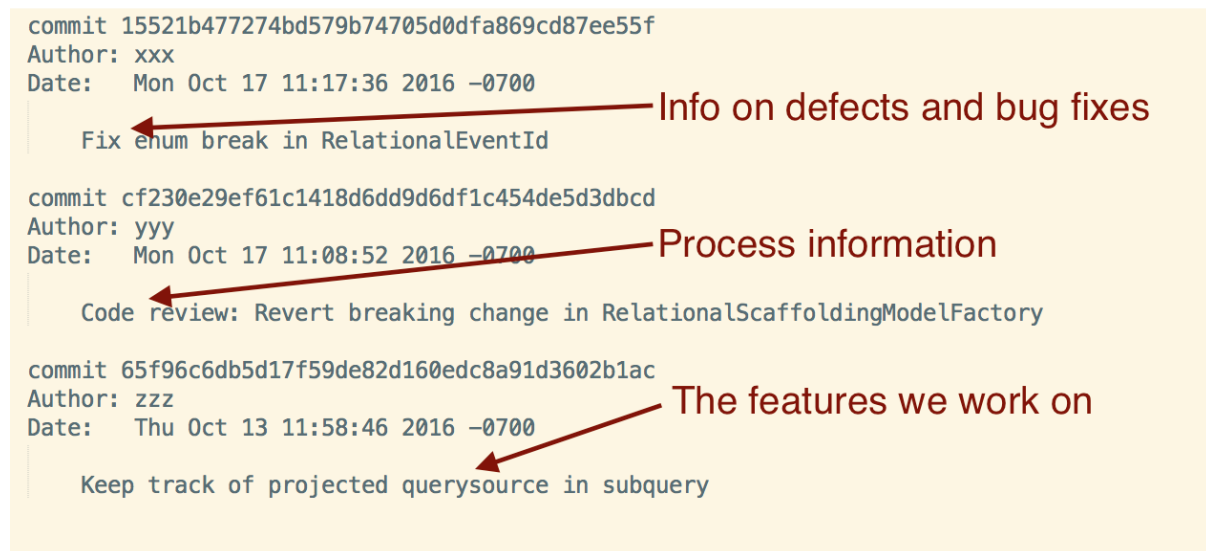 commit 15521b477274bd579b74705d0dfa869cd87ee55f
Author: xxx
Date:   Mon Oct 17 11:17:36 2016 -0700
Info on defects and bug fixes
Fix enum break in RelationalEventId
commit cf230e29ef61c1418d6dd9d6df1c454de5d3dbcd
Author: yyy
Process information
Date:   Mon Oct 17 11:08:52 2016 -0700
Code review: Revert breaking change in RelationalScaffoldingModelFactory
commit 65f96c6db5d17f59de82d160edc8a91d3602b1ac
Author: zzz
The features we work on
Date:   Thu Oct 13 11:58:46 2016 -0700
Keep track of projected querysource in subquery